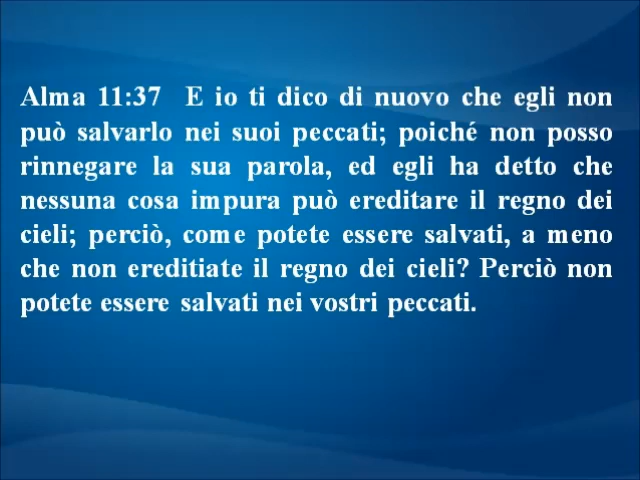 Alma 11:37 E io ti dico di nuovo che egli non
può salvarlo nei suoi peccati; poiché non posso
rinnegare la sua parola, ed egli ha detto che
nessuna cosa impura può ereditare il regno dei
cieli; perciò, come potete essere salvati, a meno
che non ereditiate il regno dei cieli? Perciò non
potete essere salvati nei vostri peccati.